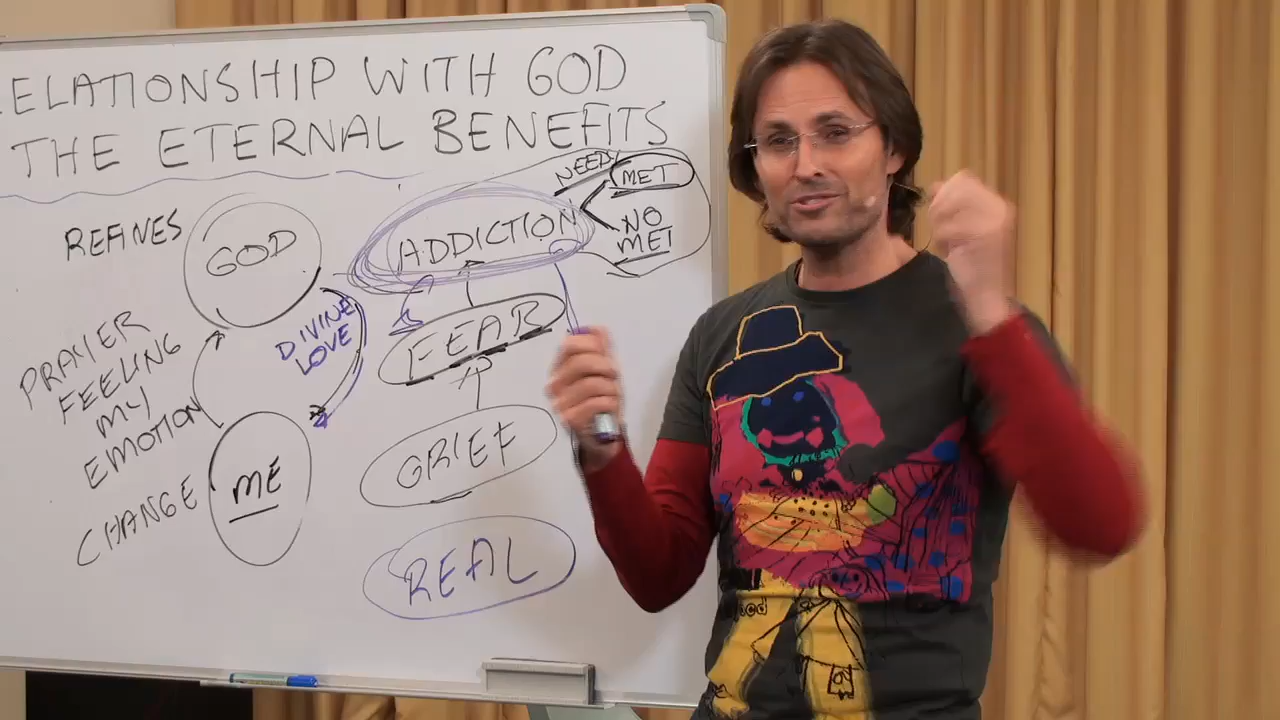 ELATIONSHIP WITH GOD
THE ETERNAL BENEFITS
REFINES
GOD
DIVINE
LOVE
PRAYER
FEELING
MY
EMOTION
CHANGE
ME
NEED
MET
NO
MET
ADDICTION
FEAR
GRIEF
REAL